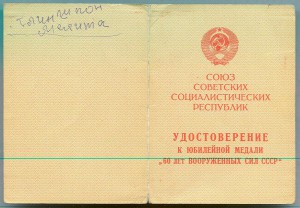 СОЮЗ
СОВЕТСКИХ
СОЦИАЛИСТИЧЕСКИХ
РЕСПУБЛИК
УДОСТОВЕРЕНИЕ
К ЮБИЛЕЙНОЙ МЕДАЛИ
„60 ЛЕТ ВООРУЖЕННЫХ СИЛ СССР"